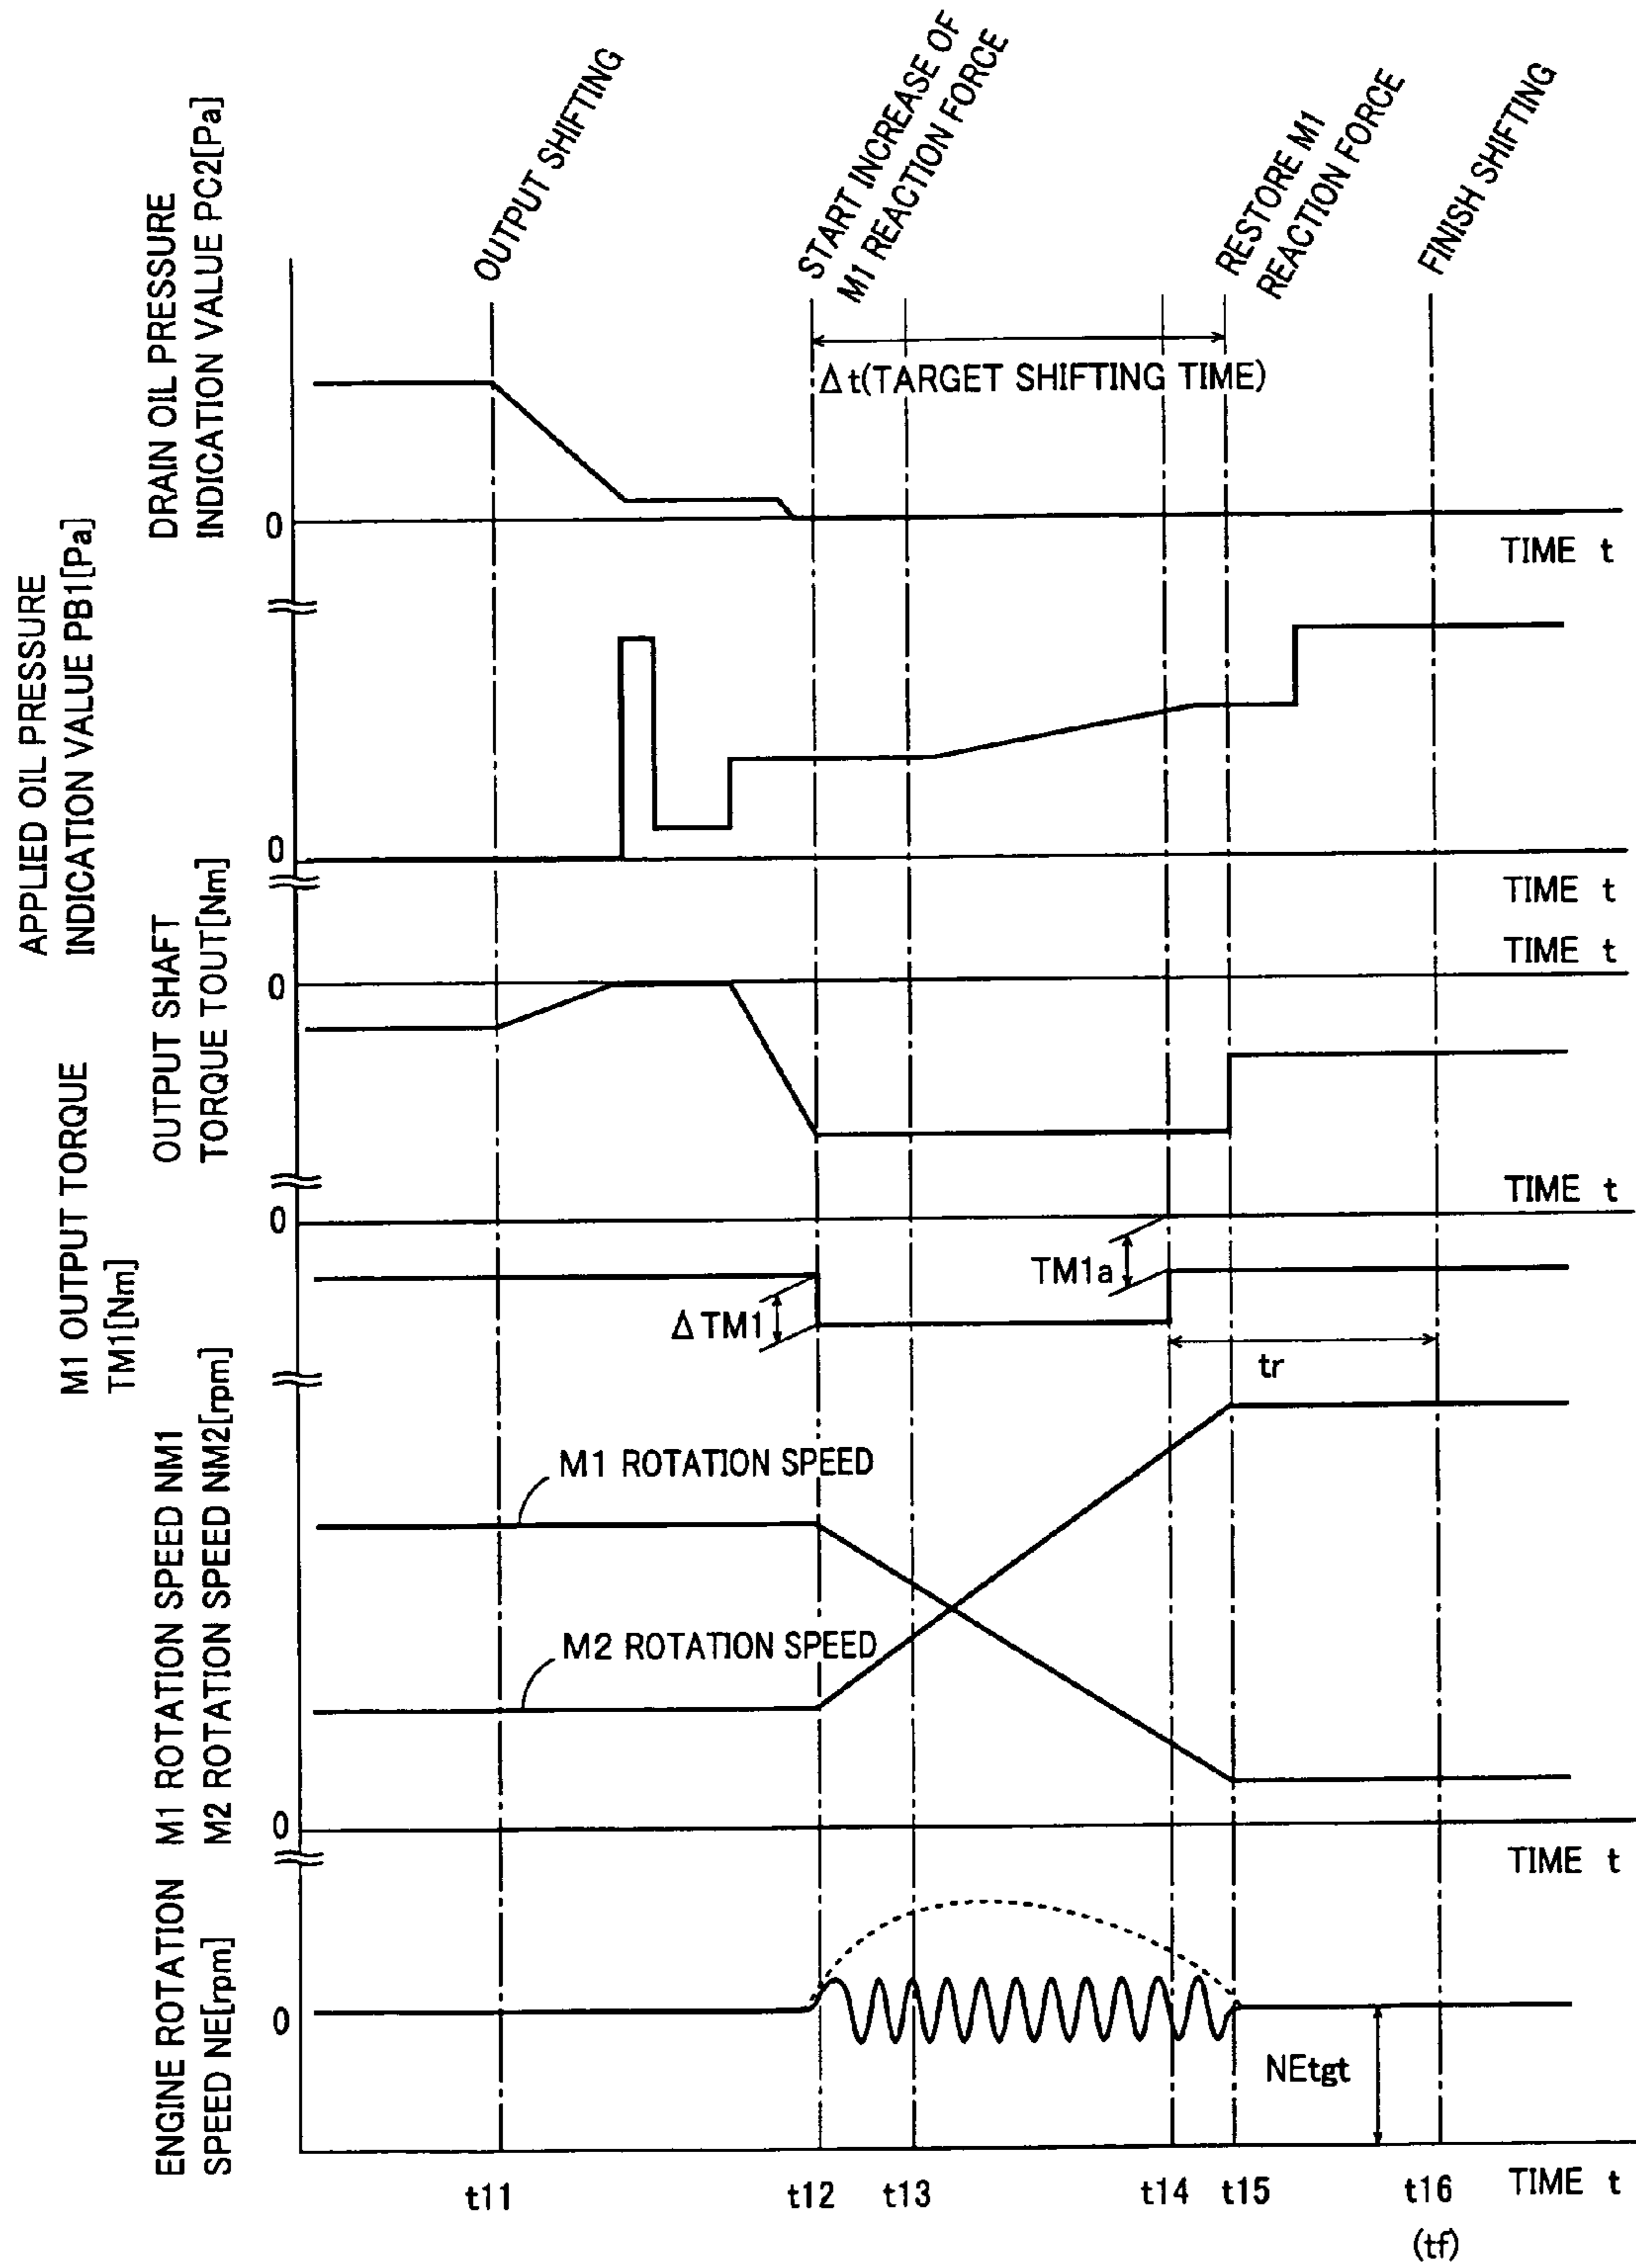 OUTPUT SHIFTING
START INCREASE OF
M1 REACTION FORCE
RESTORE M1
REACTION FORCE
FINISH SHIFTING
DRAIN OIL PRESSURE
INDICATION VALUE PC2[Pa]
Δt(TARGET SHIFTING TIME)
0
TIME t
APPLIED OIL PRESSURE
INDICATION VALUE PB1[Pa]
0
TIME t
OUTPUT SHAFT
TORQUE TOUT[Nm]
TIME t
0
M1 OUTPUT TORQUE
TM1[Nm]
TIME t
0
TM1a
ΔTM1
tr
M1 ROTATION SPEED NM1
M2 ROTATION SPEED NM2[rpm]
M1 ROTATION SPEED
M2 ROTATION SPEED
0
TIME t
ENGINE ROTATION
SPEED NE[rpm]
0
NEtgt
t11
t12
t13
t14
t15
t16
(tf)
TIME t